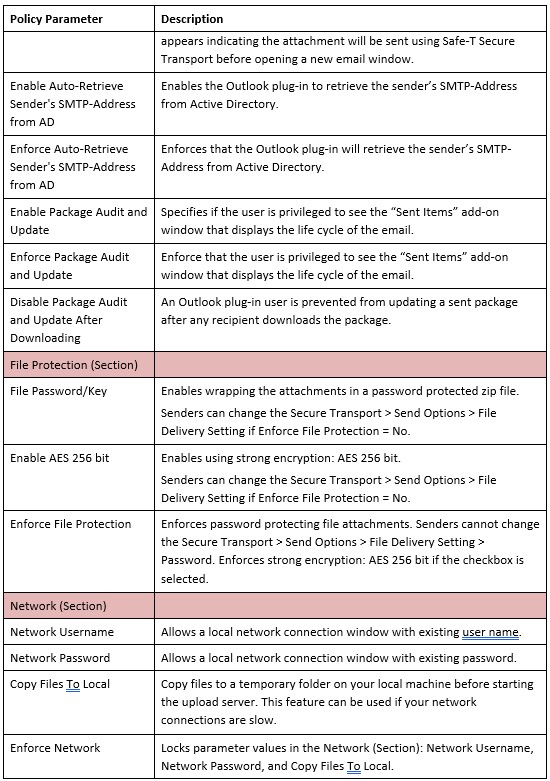 Policy Parameter
Description
appears indicating the attachment will be sent using Safe-T Secure
Transport before opening a new email window.
Enable Auto-Retrieve
Sender's SMTP-Address
from AD
Enables the Outlook plug-in to retrieve the sender’s SMTP-Address
from Active Directory.
Enforce Auto-Retrieve
Sender's SMTP-Address
from AD
Enforces that the Outlook plug-in will retrieve the sender’s SMTP-
Address from Active Directory.
Enable Package Audit and
Update
Specifies if the user is privileged to see the “Sent Items” add-on
window that displays the life cycle of the email.
Enforce Package Audit
and Update
Enforce that the user is privileged to see the “Sent Items” add-on
window that displays the life cycle of the email.
Disable Package Audit
and Update After
Downloading
An Outlook plug-in user is prevented from updating a sent package
after any recipient downloads the package.
File Protection (Section)
File Password/Key
Enables wrapping the attachments in a password protected zip file.
Senders can change the Secure Transport > Send Options > File
Delivery Setting if Enforce File Protection = No.
Enable AES 256 bit
Enables using strong encryption: AES 256 bit.
Senders can change the Secure Transport > Send Options > File
Delivery Setting if Enforce File Protection = No.
Enforce File Protection
Enforces password protecting file attachments. Senders cannot change
the Secure Transport > Send Options > File Delivery Setting >
Password. Enforces strong encryption: AES 256 bit if the checkbox is
selected.
Network (Section)
Network Username
Allows a local network connection window with existing user name.
Network Password
Allows a local network connection window with existing password.
Copy Files To Local
Copy files to a temporary folder on your local machine before starting
the upload server. This feature can be used if your network
connections are slow.
Enforce Network
Locks parameter values in the Network (Section): Network Username,
Network Password, and Copy Files To Local.